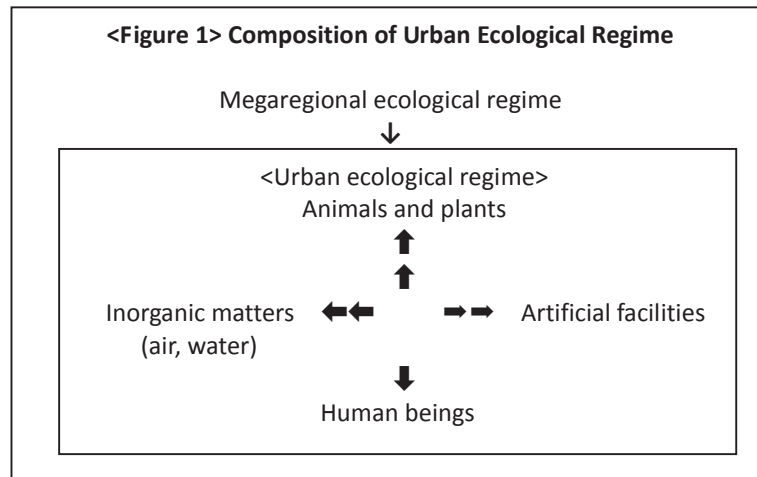 <Figure 1> Composition of Urban Ecological Regime
Megaregional ecological regime
<Urban ecological regime>
Animals and plants
Inorganic matters
(air, water)
Artificial facilities
Human beings